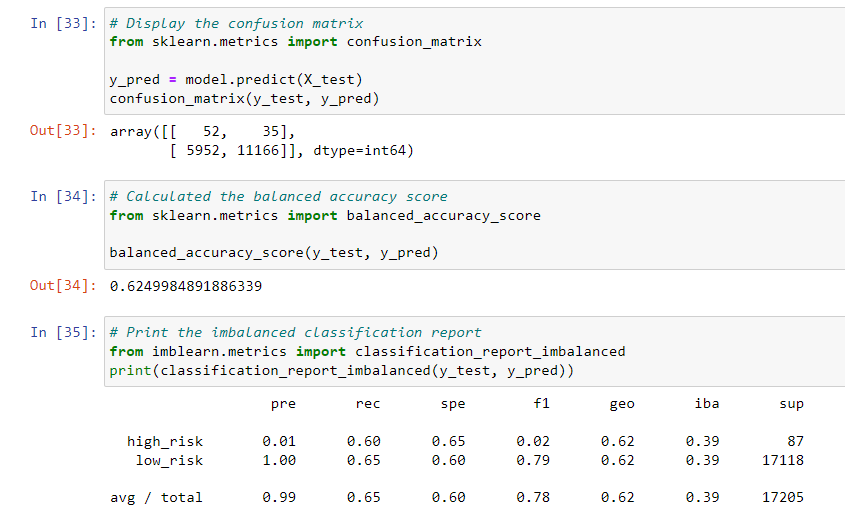 In [33]: # Display the confusion matrix
from sklearn.metrics import confusion_matrix
y_pred = model.predict(X_test)
confusion_matrix(y_test, y_pred)
Out[33]: array([[   52,    35],
       [ 5952, 11166]], dtype=int64)
In [34]: # Calculated the balanced accuracy score
from sklearn.metrics import balanced_accuracy_score
balanced_accuracy_score(y_test, y_pred)
Out[34]: 0.6249984891886339
In [35]: # Print the imbalanced classification report
from imblearn.metrics import classification_report_imbalanced
print(classification_report_imbalanced(y_test, y_pred))
pre rec spe f1 geo iba sup
high_risk 0.01 0.60 0.65 0.02 0.62 0.39 87
low_risk 1.00 0.65 0.60 0.79 0.62 0.39 17118
avg / total 0.99 0.65 0.60 0.78 0.62 0.39 17205